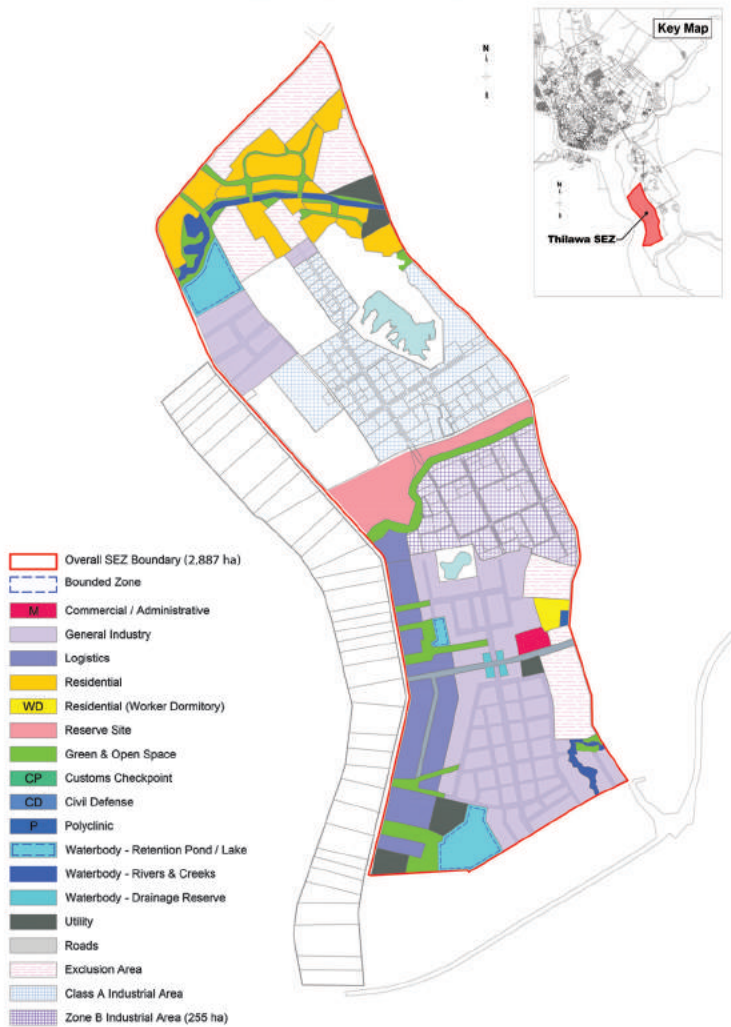 Key Map
N
N
Thilawa SEZ
Overall SEZ Boundary (2,887 ha)
Bounded Zone
M Commercial / Administrative
General Industry
Logistics
Residential
WD Residential (Worker Dormitory)
Reserve Site
Green & Open Space
CP Customs Checkpoint
CD Civil Defense
P Polyclinic
Waterbody - Retention Pond / Lake
Waterbody - Rivers & Creeks
Waterbody - Drainage Reserve
Utility
Roads
Exclusion Area
Class A Industrial Area
Zone B Industrial Area (255 ha)